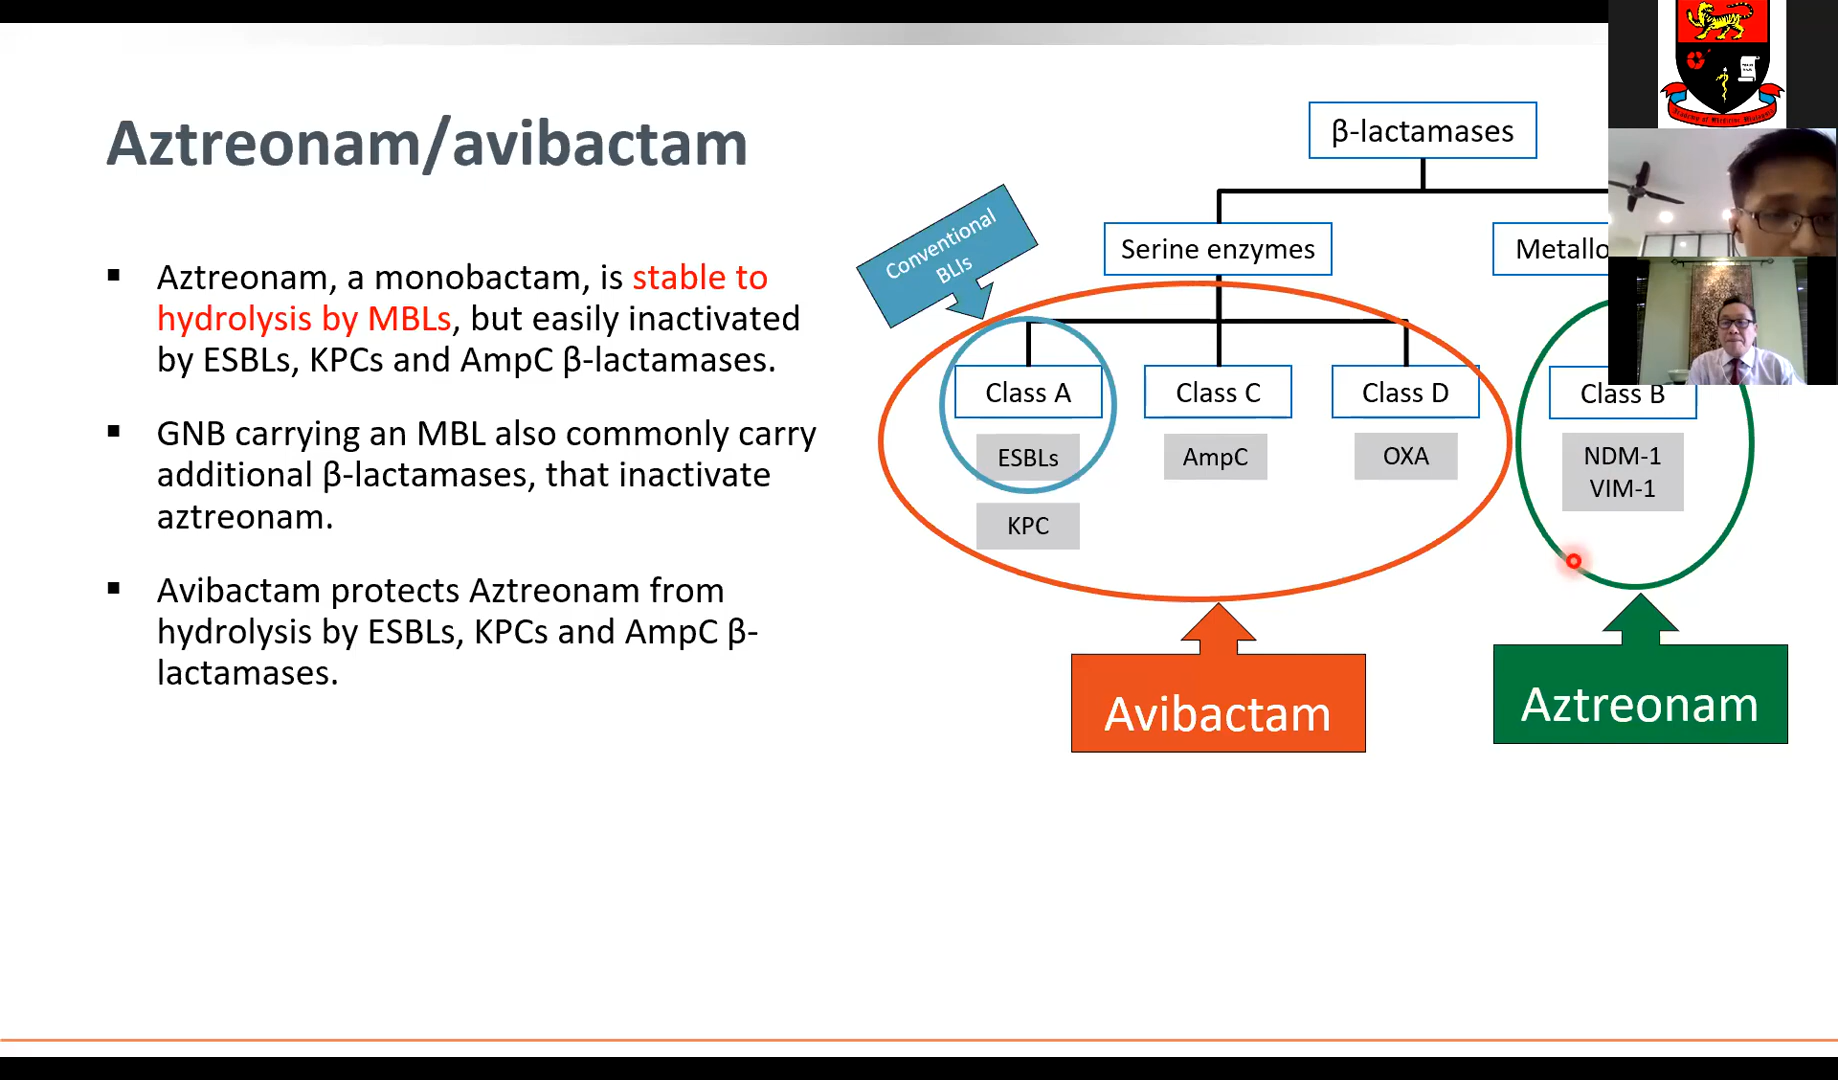 Aztreonam/avibactam
▪ Aztreonam, a monobactam, is stable to
hydrolysis by MBLs, but easily inactivated
by ESBLs, KPCs and AmpC β-lactamases.
▪ GNB carrying an MBL also commonly carry
additional β-lactamases, that inactivate
aztreonam.
▪ Avibactam protects Aztreonam from
hydrolysis by ESBLs, KPCs and AmpC β-
lactamases.
β-lactamases
Conventional
BLIs
Serine enzymes
Metallo
Class A
Class C
Class D
Class B
ESBLs
AmpC
OXA
NDM-1
VIM-1
KPC
Avibactam
Aztreonam